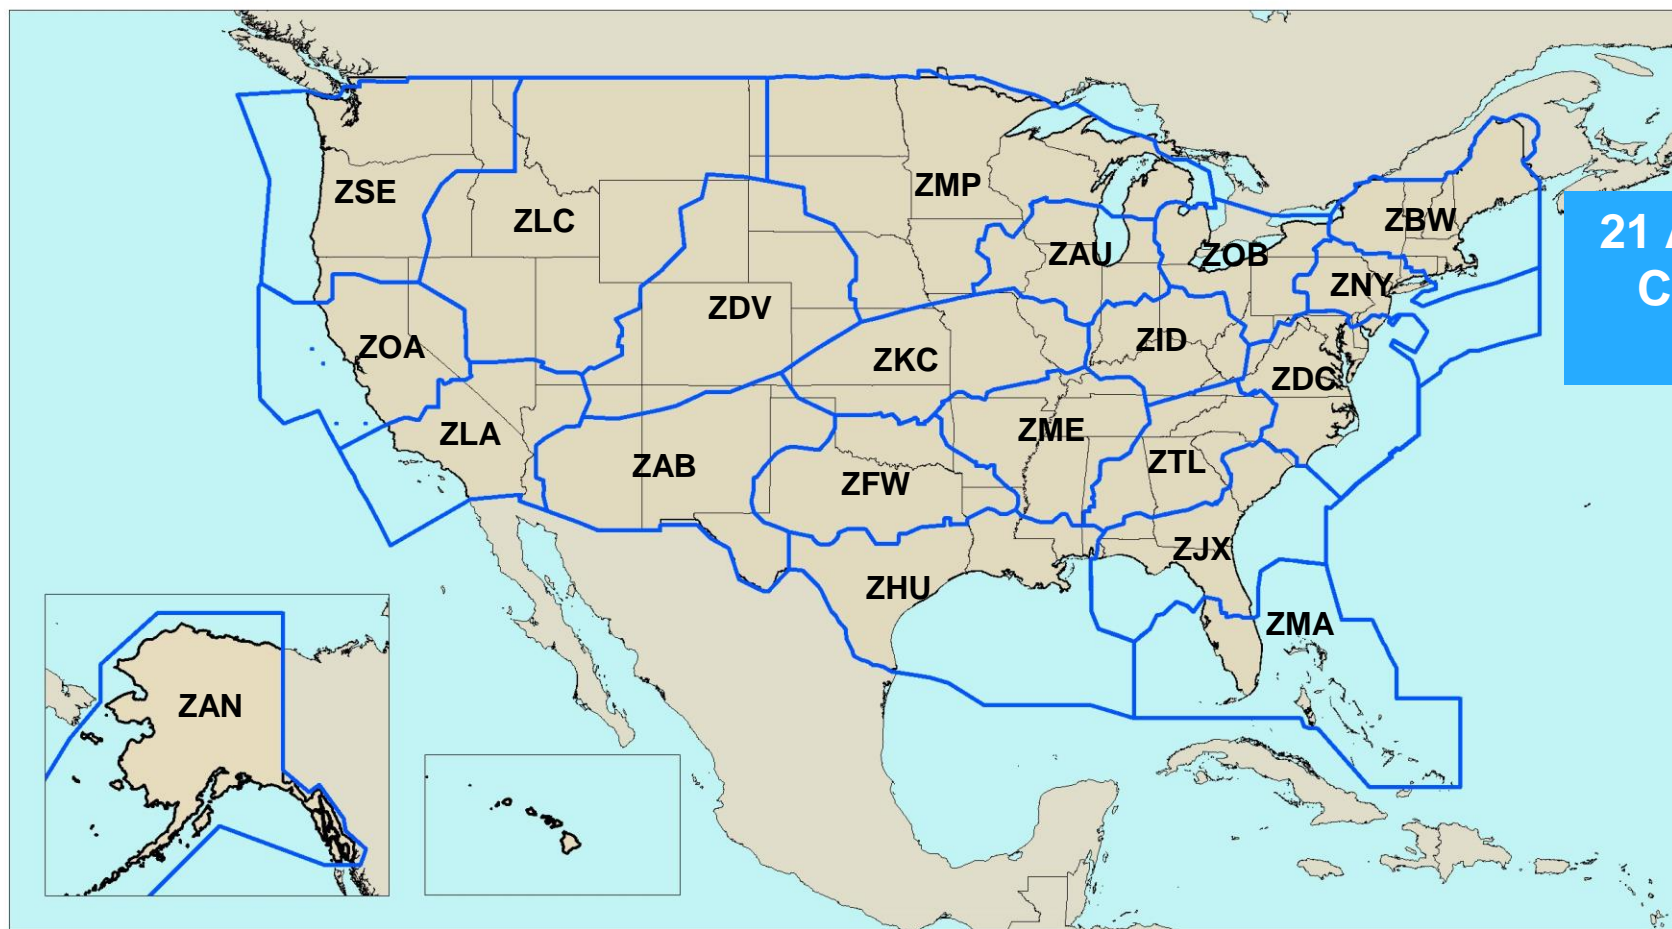 ZSE
ZLC
ZMP
ZBW
ZAU
ZOB
ZNY
ZDV
ZOA
ZKC
ZID
ZDC
ZLA
ZAB
ZFW
ZME
ZTL
ZJX
ZHU
ZMA
ZAN
21
C